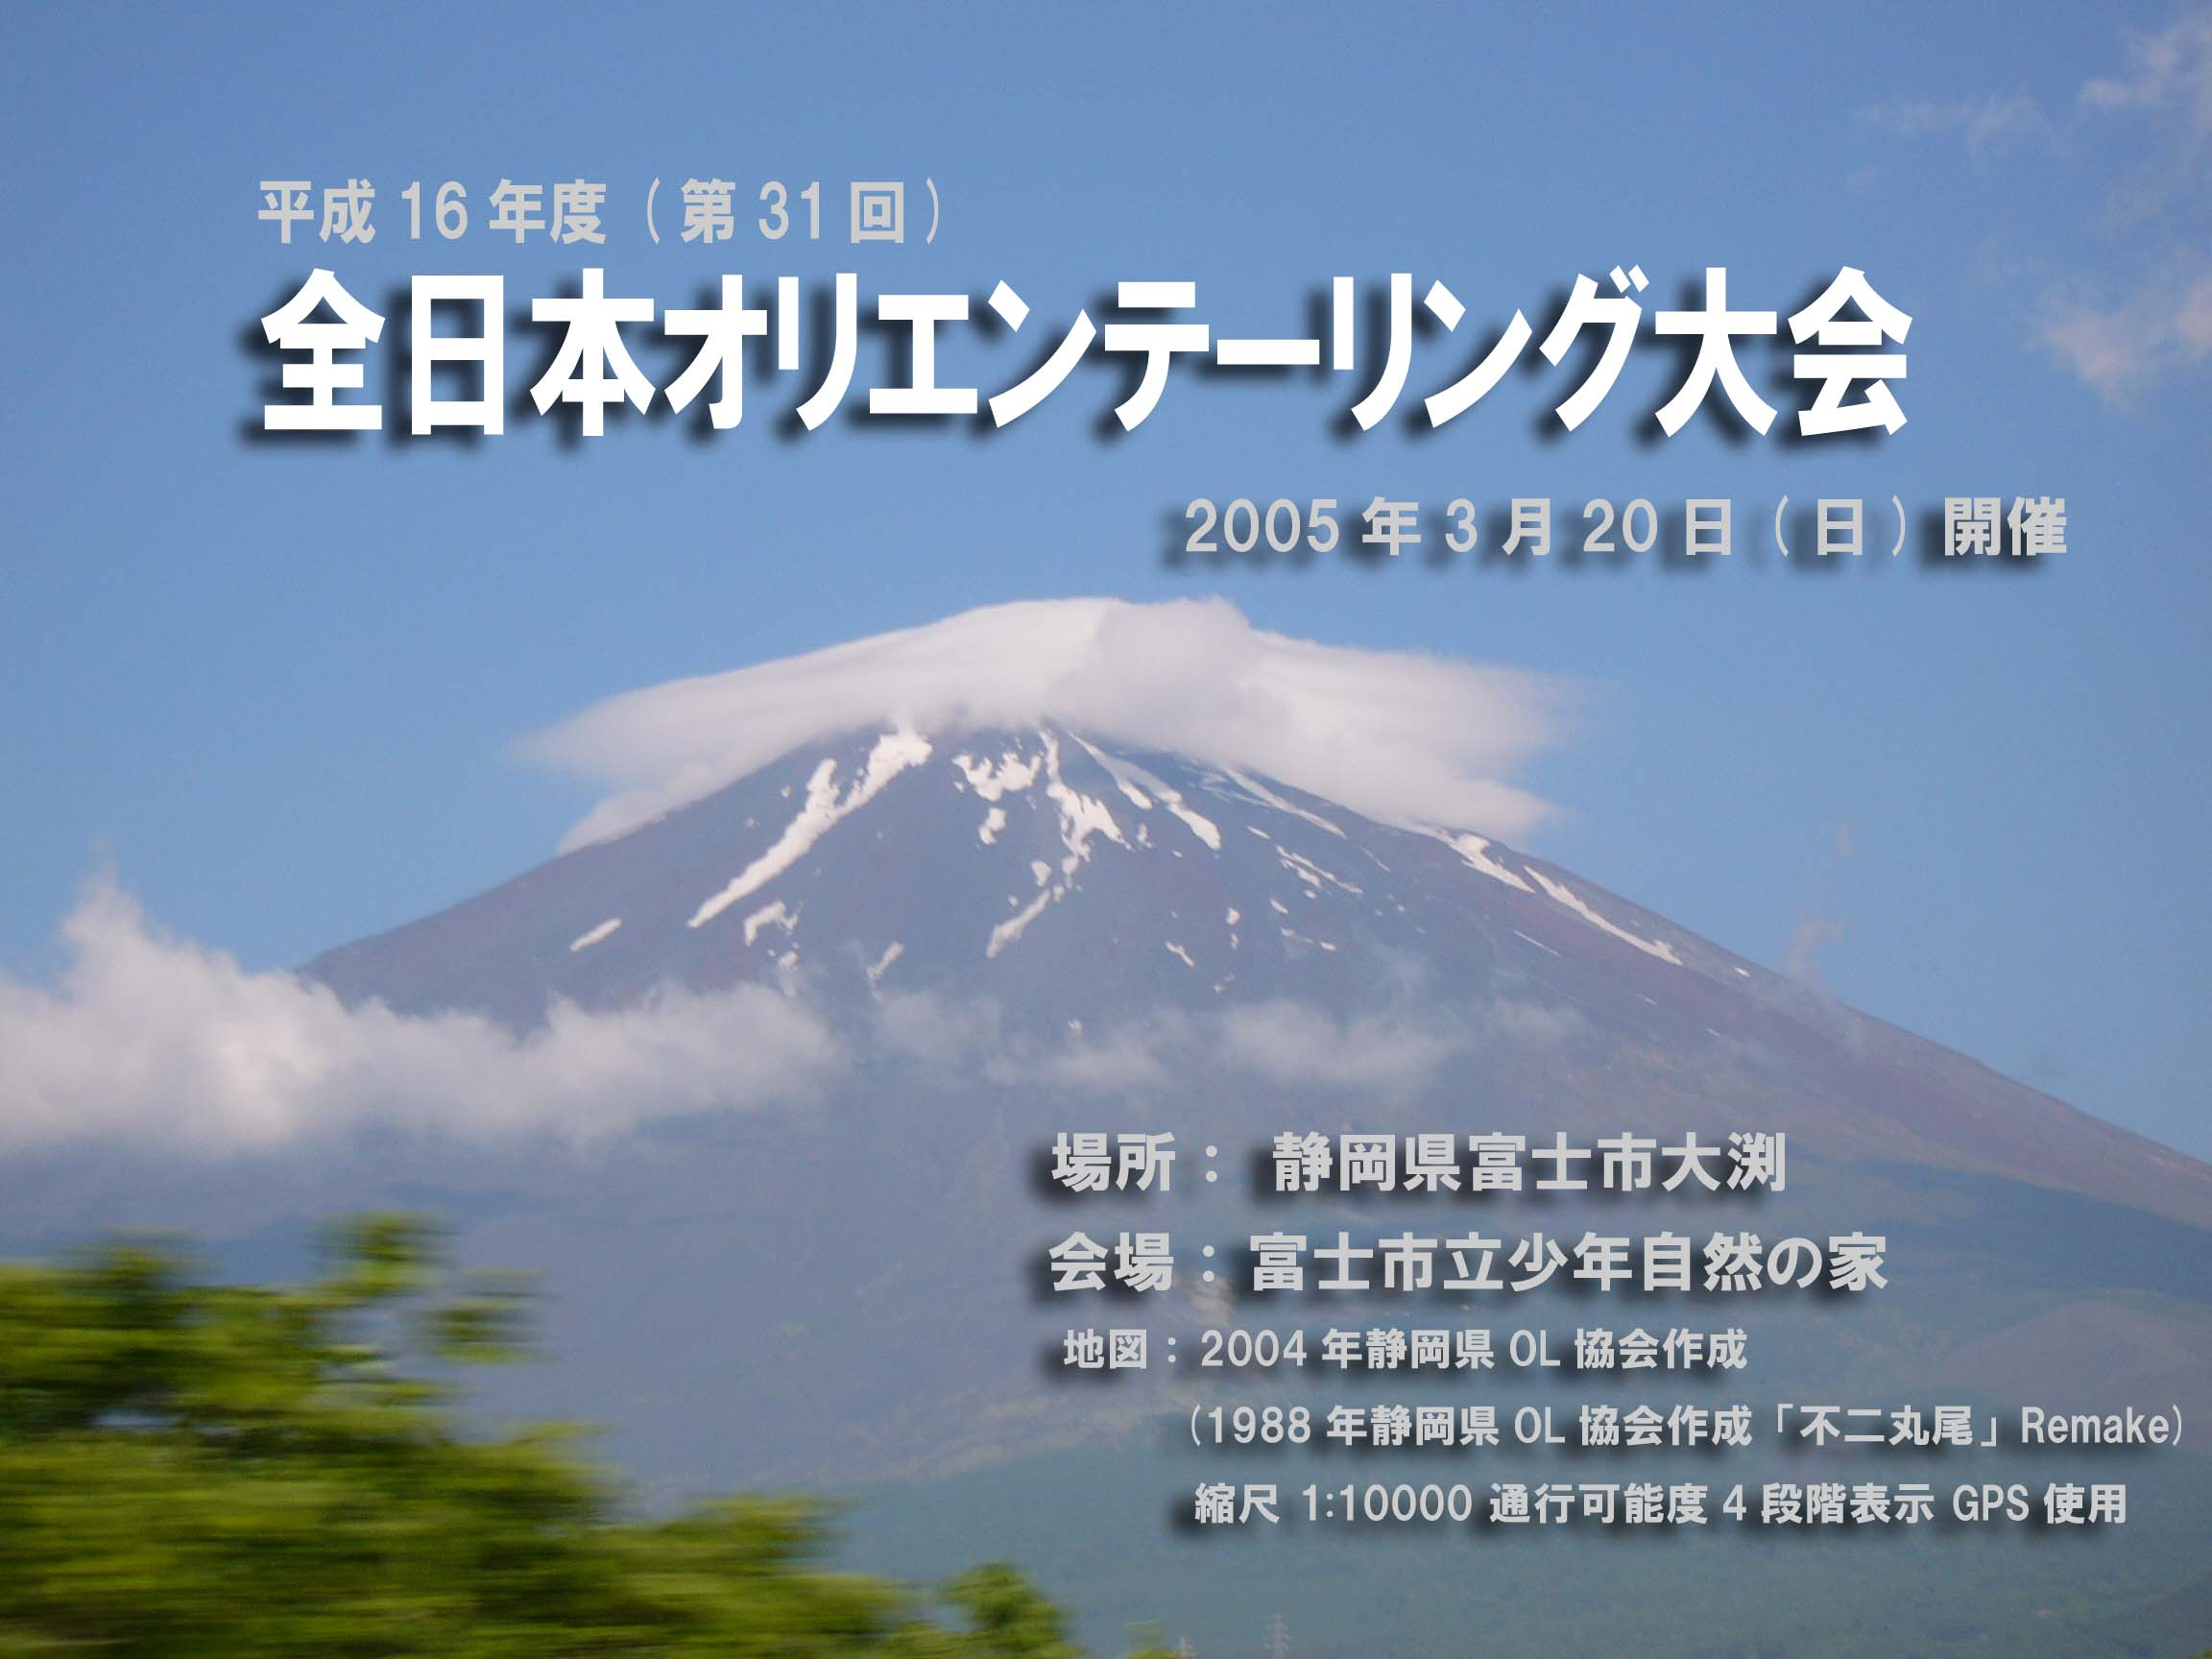 平成 16 年度 ( 第 31 回 )
全日本オリエンテーリング大会
2005 年 3 月 20 日 ( 日 ) 開催
場所 : 静岡県富士市大渕
会場 : 富士市立少年自然の家
地図 : 2004 年静岡県 OL 協会作成
(1988 年静岡県 OL 協会作成「不二丸尾」Remake)
縮尺 1:10000 通行可能度 4 段階表示 GPS 使用